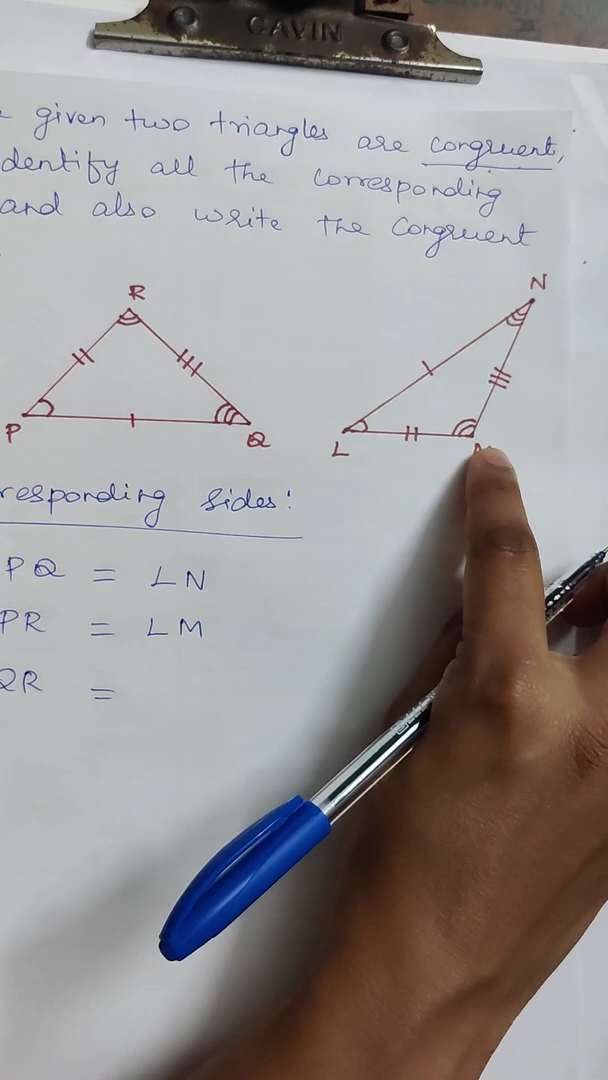 GAVIN
given two triangles are congruent,
dentify all the corresponding
and also write the congruent
R
N
P
Q
L
responding sides:
PQ = LN
PR = LM
QR =